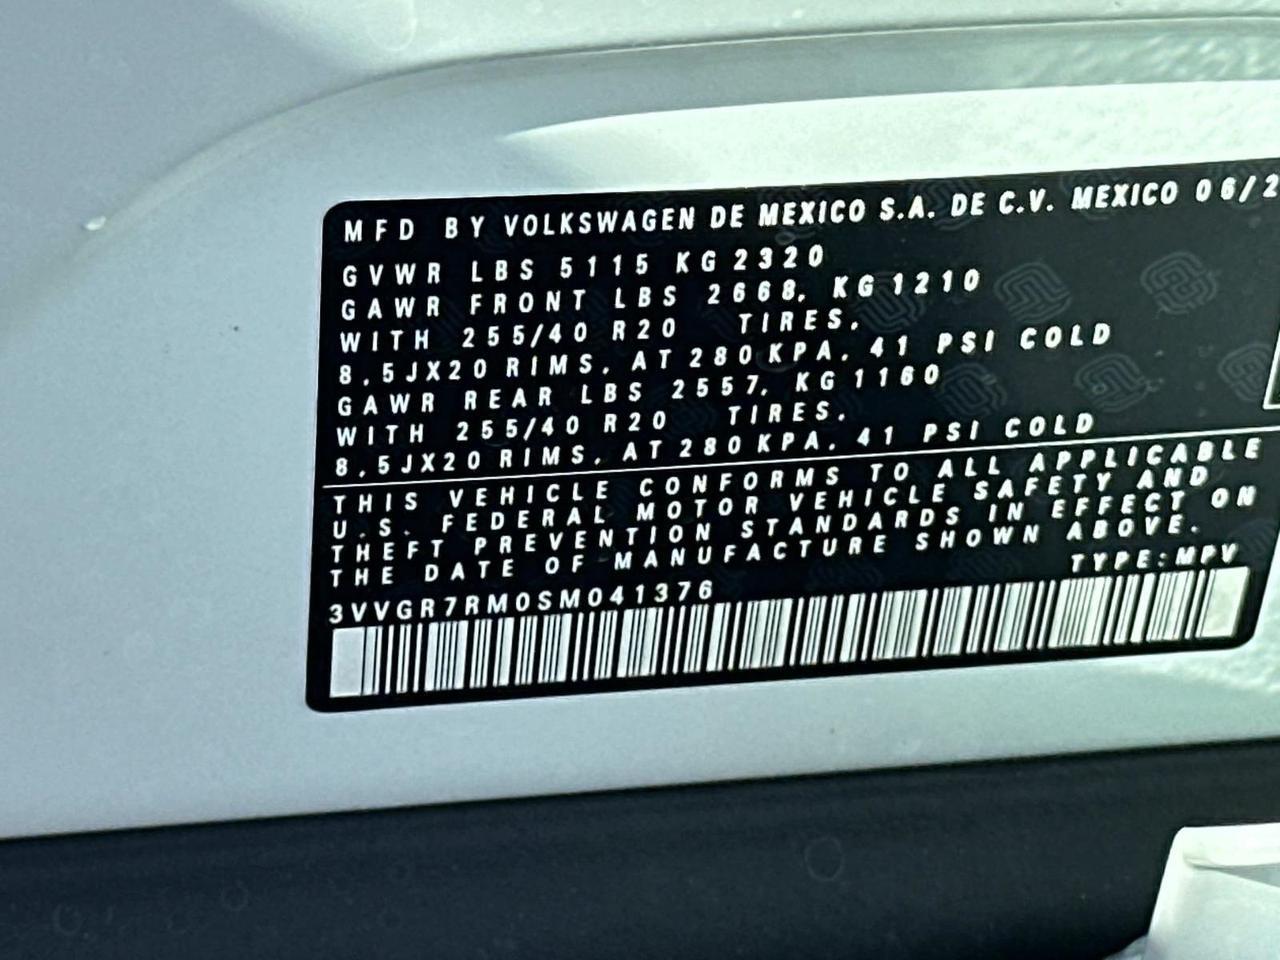 MFD BY VOLKSWAGEN DE MEXICO S.A. DE C.V. MEXICO 06/2
GVWR LBS 5115 KG 2320
GAWR FRONT LBS 2668, KG 1210
WITH 255/40 R20 TIRES,
8,5JX20 RIMS, AT 280 KPA, 41 PSI COLD
GAWR REAR LBS 2557, KG 1160
WITH 255/40 R20 TIRES,
8,5JX20 RIMS, AT 280 KPA, 41 PSI COLD
THIS VEHICLE CONFORMS TO ALL APPLICABLE
U.S. FEDERAL MOTOR VEHICLE SAFETY AND
THEFT PREVENTION STANDARDS IN EFFECT ON
THE DATE OF MANUFACTURE SHOWN ABOVE.
TYPE:MPV
3VVGR7RM0SM041376